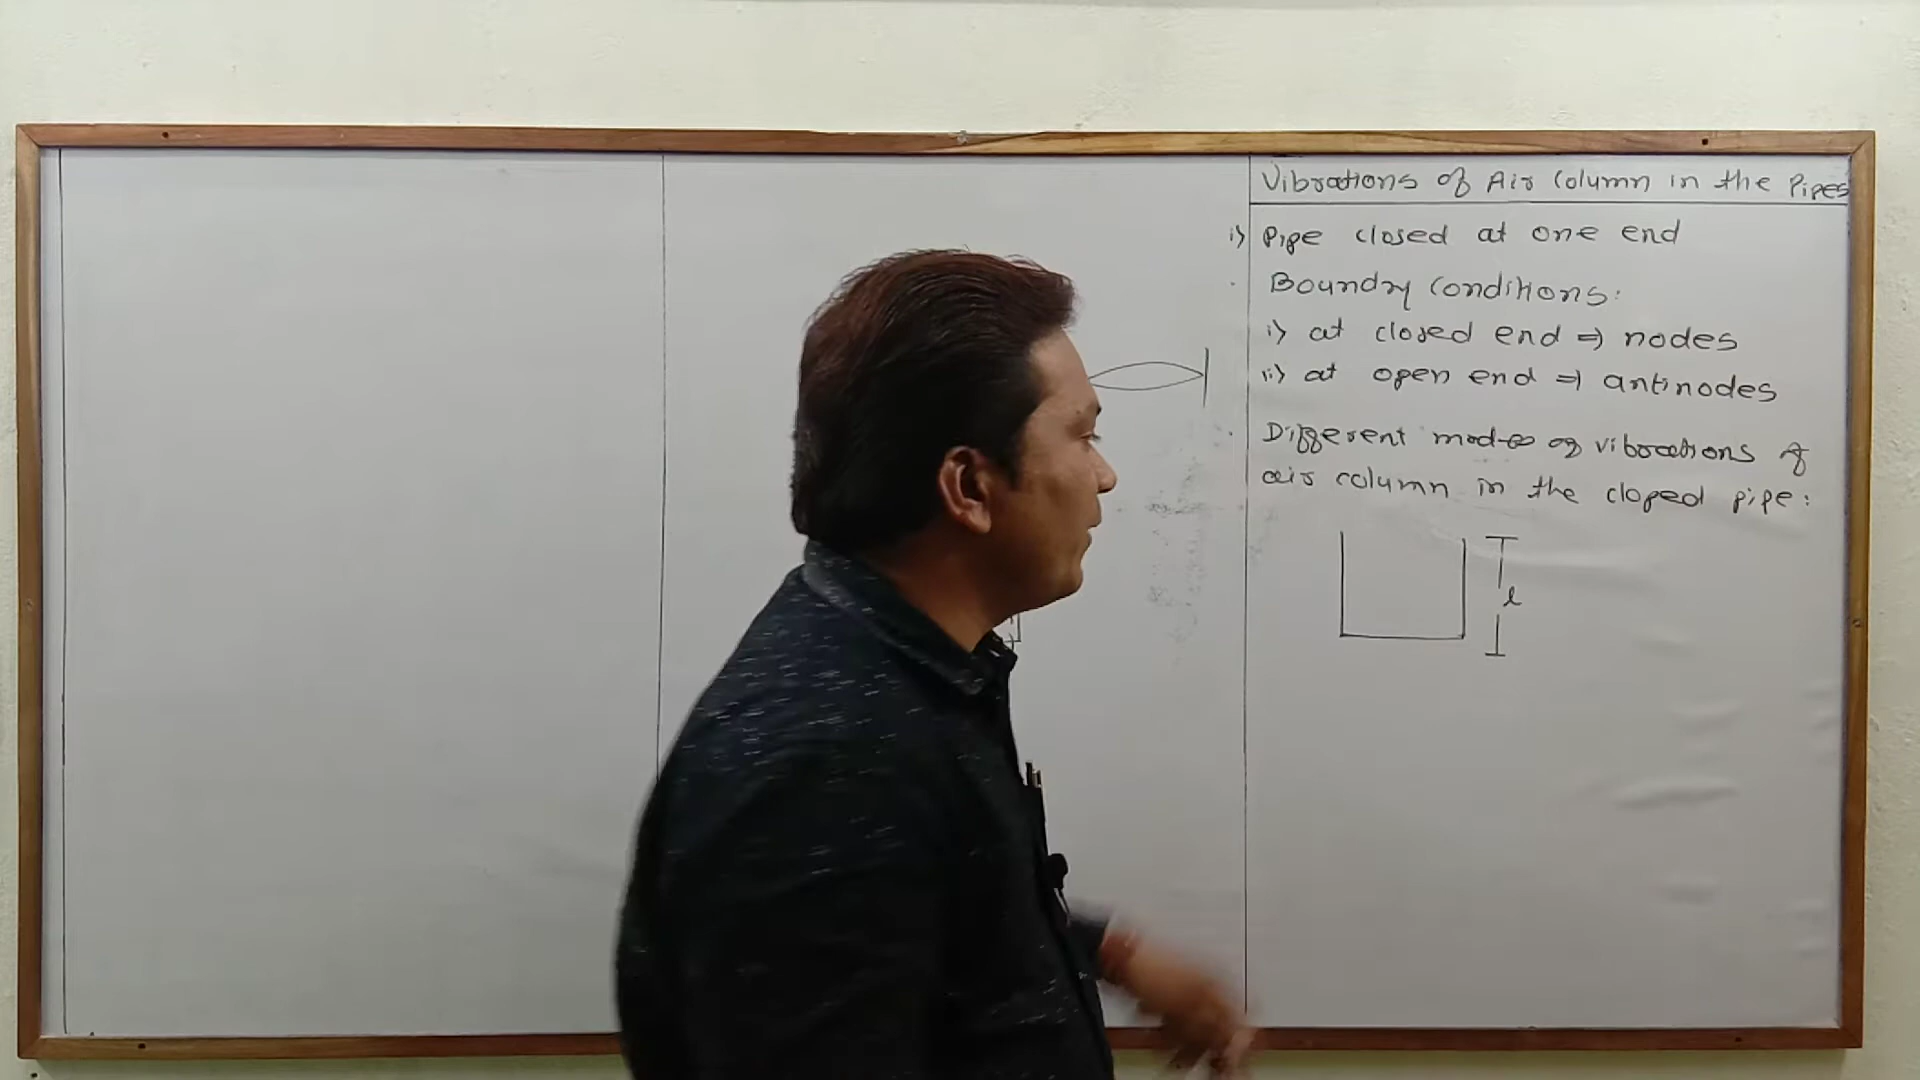 Vibrations of Air Column in the Pipes
i) Pipe closed at one end
Boundry Conditions:
i) at closed end ⇒ nodes
ii) at open end ⇒ antinodes
Different modes of vibrations of
air column in the closed pipe:
l